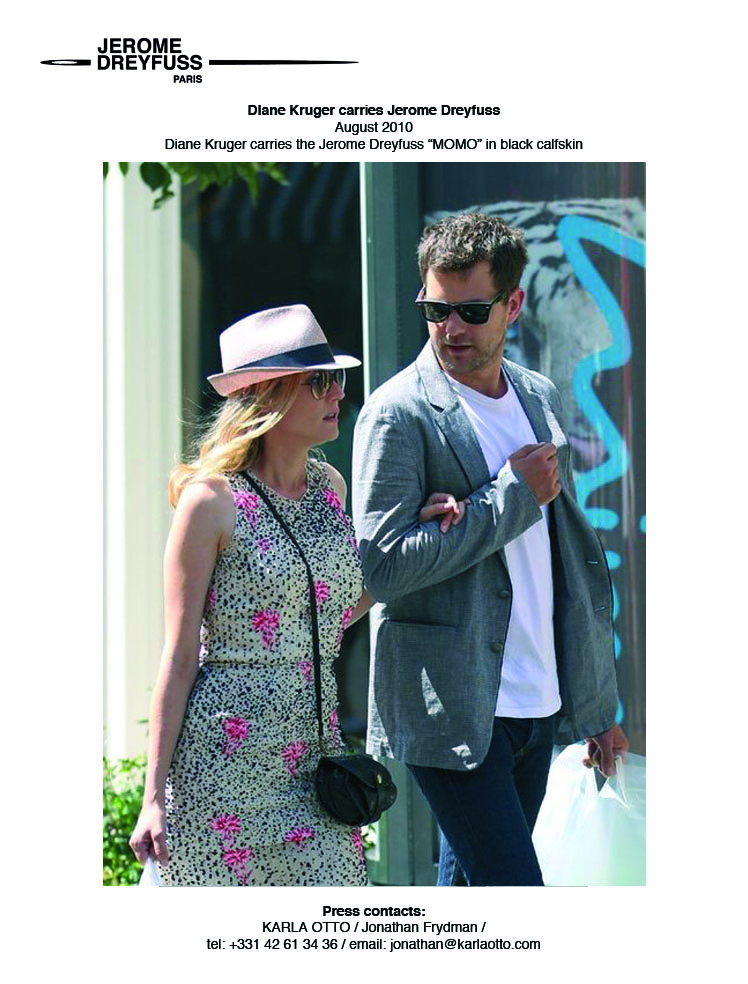 JEROME
DREYFUSS
PARIS
Diane Kruger carries Jerome Dreyfuss
August 2010
Diane Kruger carries the Jerome Dreyfuss “MOMO” in black calfskin
Press contacts:
KARLA OTTO / Jonathan Frydman /
tel: +331 42 61 34 36 / email: jonathan@karlaotto.com